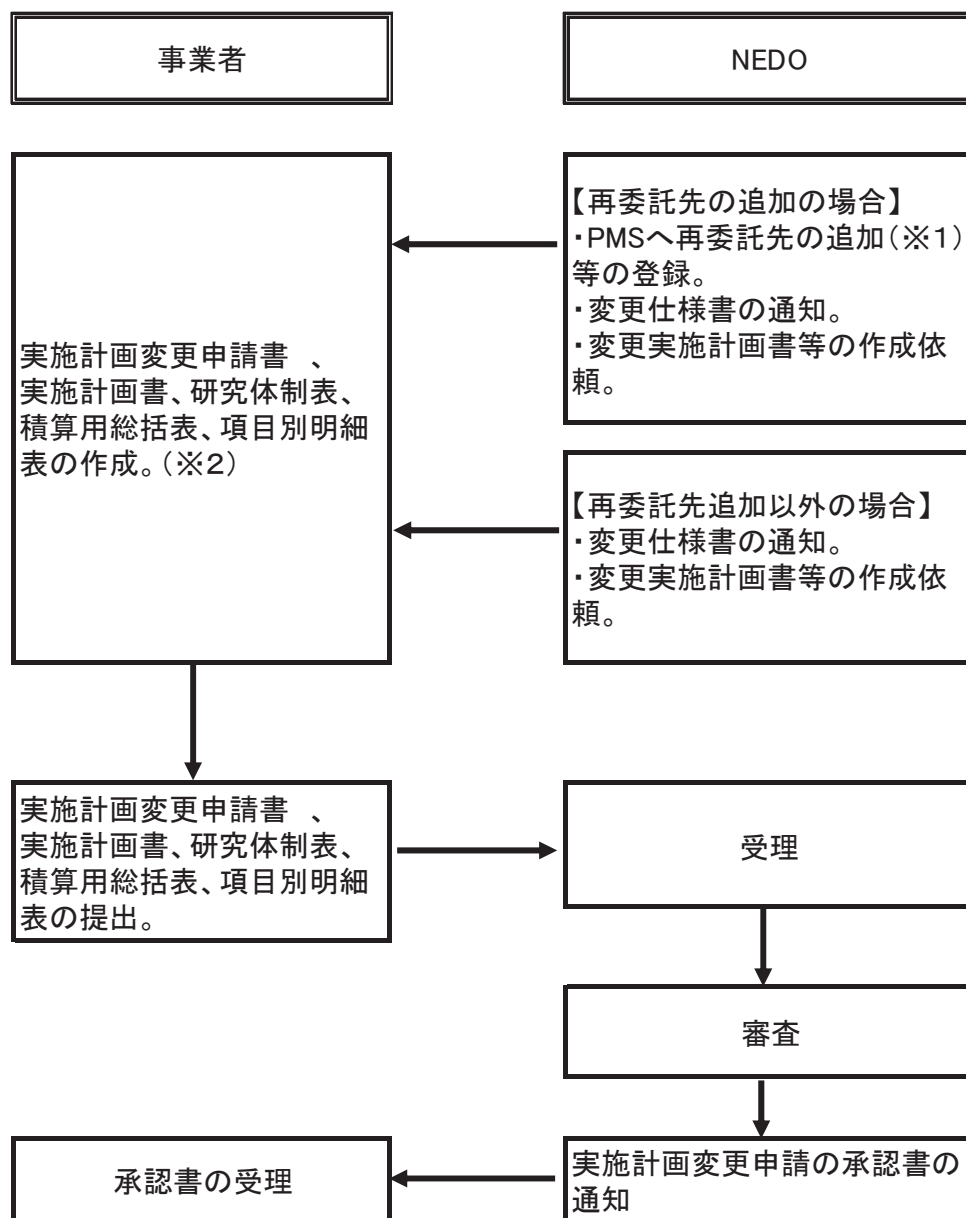 事業者
NEDO
【再委託先の追加の場合】
・PMSへ再委託先の追加(※1)
等の登録。
・変更仕様書の通知。
・変更実施計画書等の作成依
頼。
実施計画変更申請書 、
実施計画書、研究体制表、
積算用総括表、項目別明細
表の作成。(※2)
【再委託先追加以外の場合】
・変更仕様書の通知。
・変更実施計画書等の作成依
頼。
実施計画変更申請書 、
実施計画書、研究体制表、
積算用総括表、項目別明細
表の提出。
受理
審査
実施計画変更申請の承認書の
通知
承認書の受理